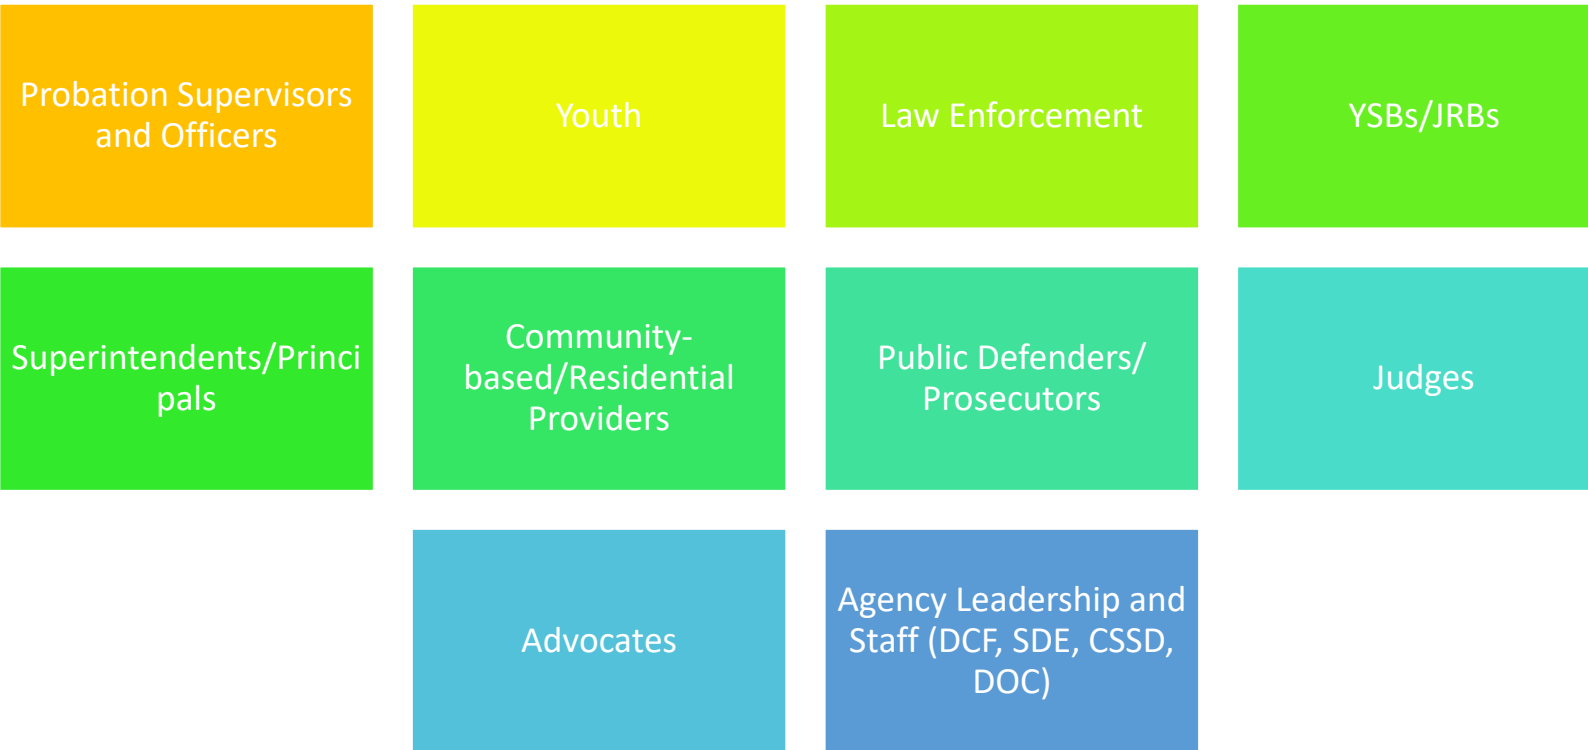 Probation Supervisors
and Officers
Youth
Law Enforcement
YSBs/JRBs
Superintendents/Princi
pals
Community-
based/Residential
Providers
Public Defenders/
Prosecutors
Judges
Advocates
Agency Leadership and
Staff (DCF, SDE, CSSD,
DOC)